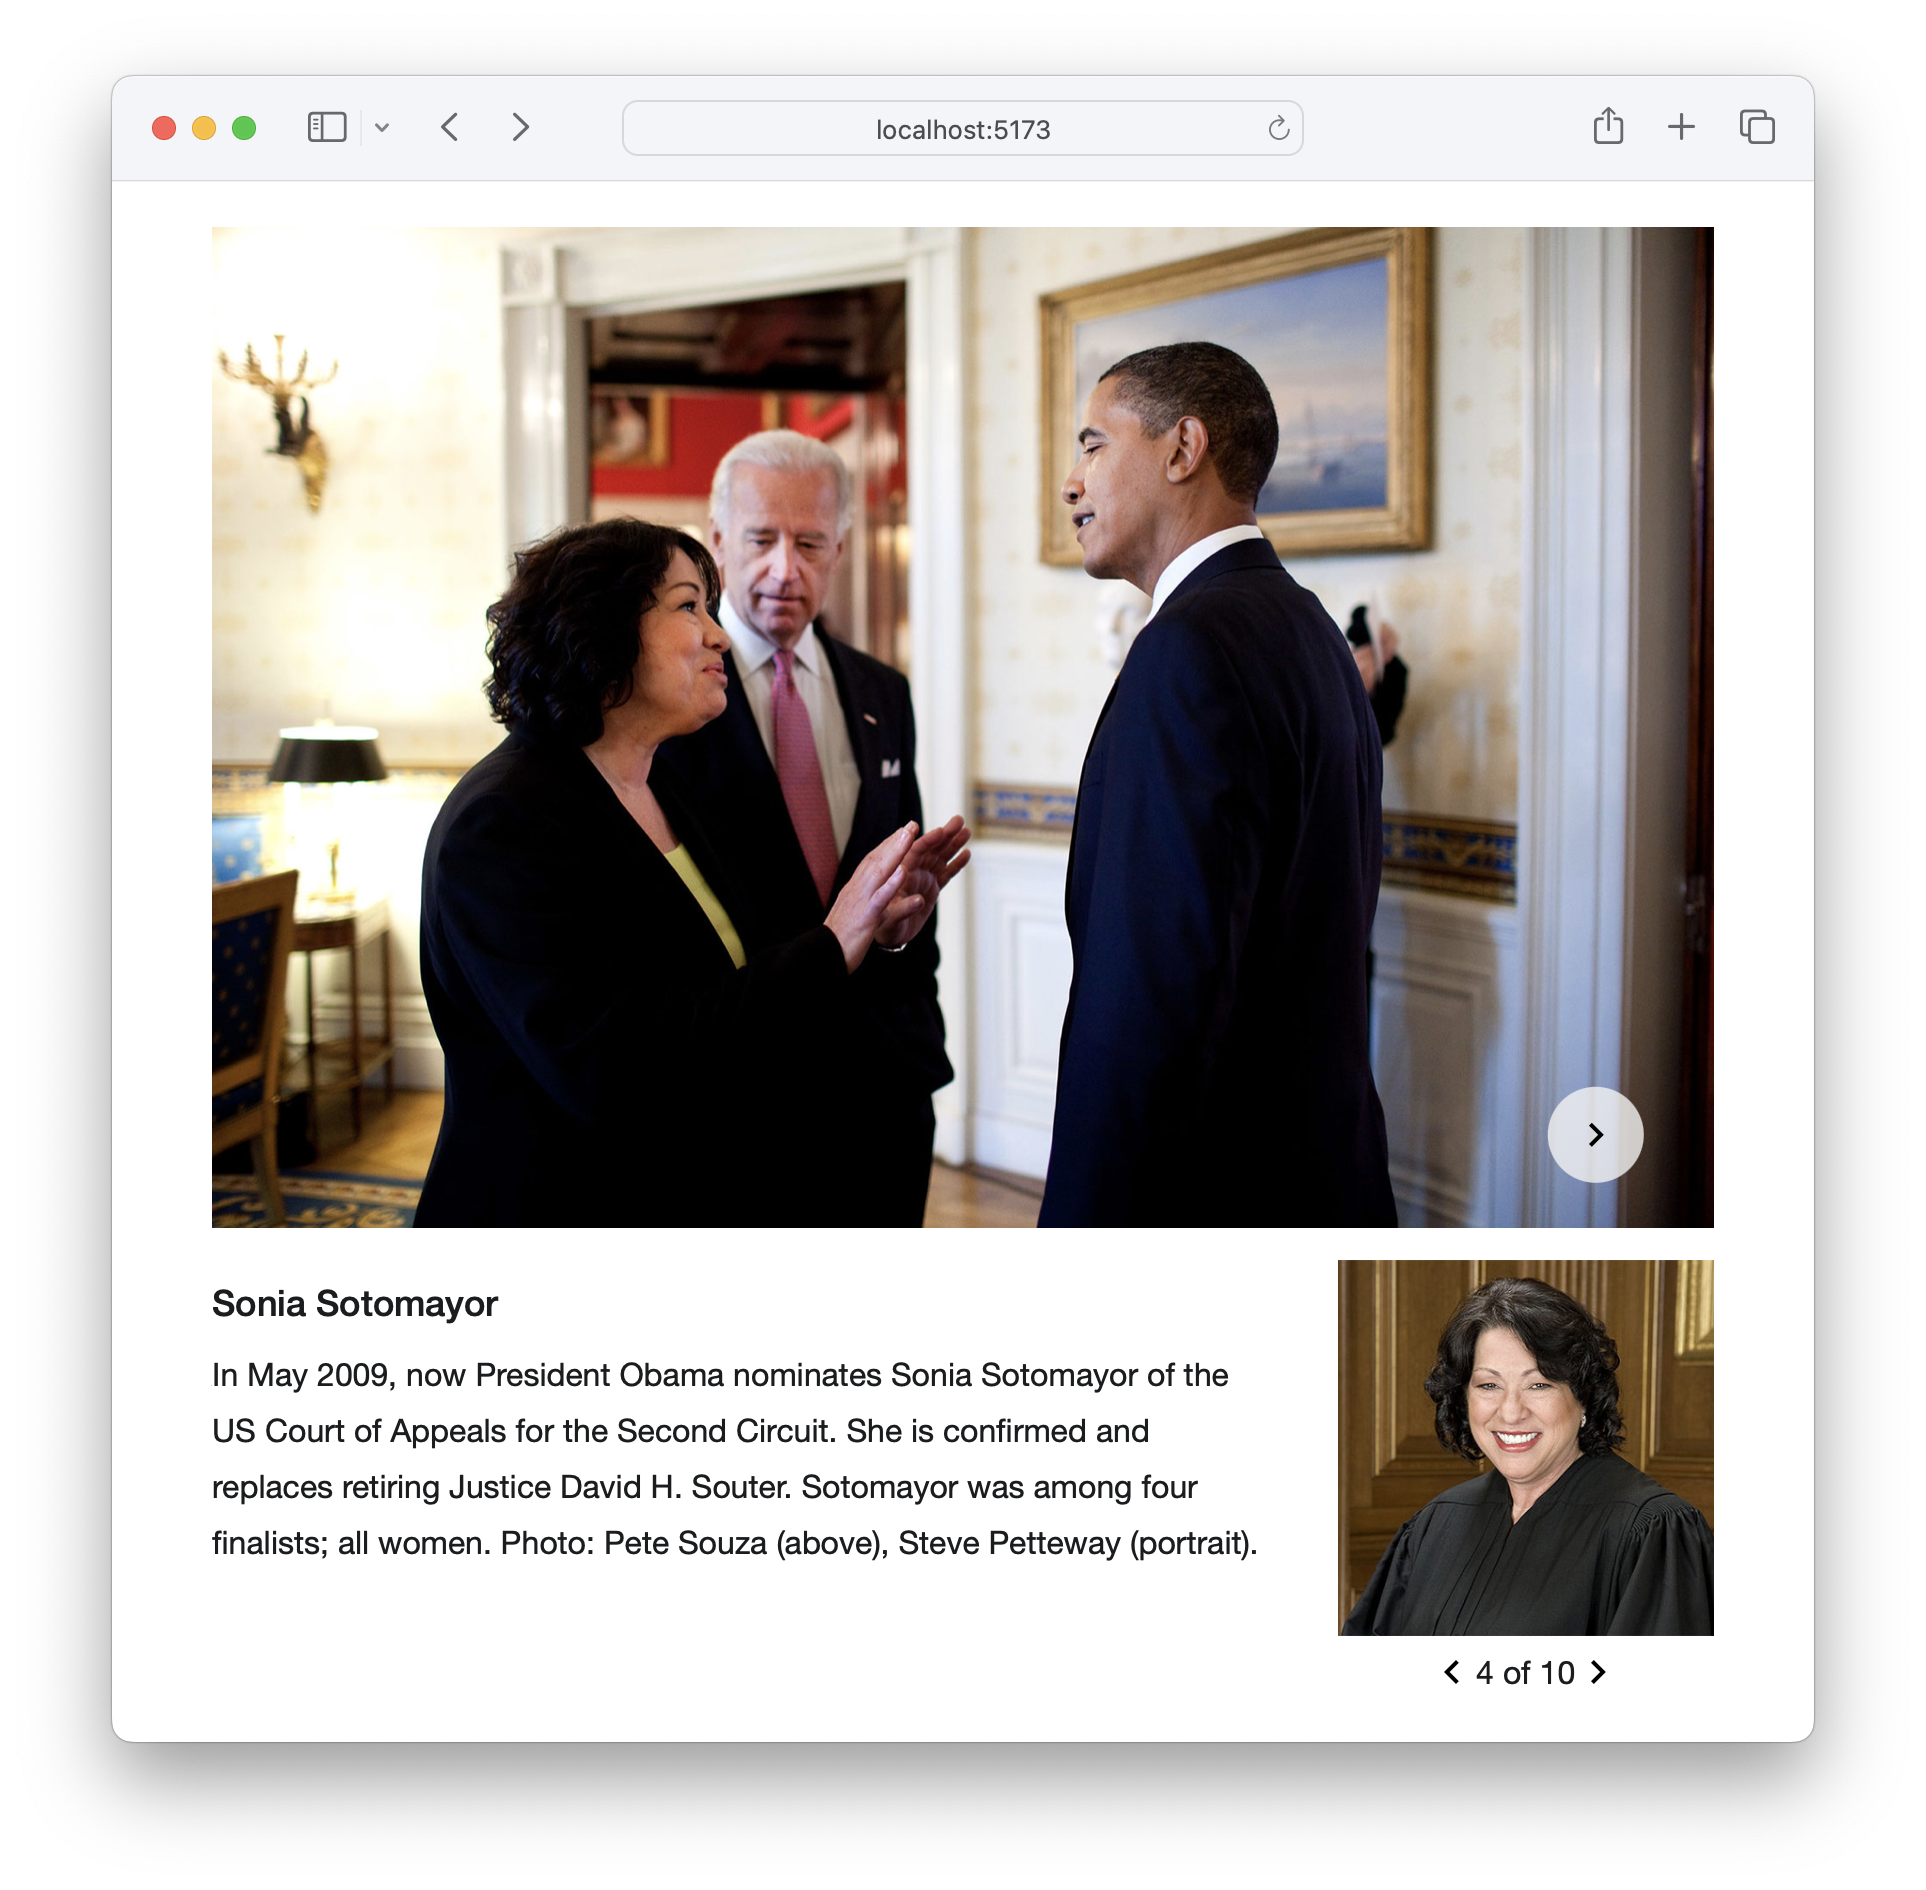 localhost:5173
Sonia Sotomayor
In May 2009, now President Obama nominates Sonia Sotomayor of the
US Court of Appeals for the Second Circuit. She is confirmed and
replaces retiring Justice David H. Souter. Sotomayor was among four
finalists; all women. Photo: Pete Souza (above), Steve Petteway (portrait).
4 of 10